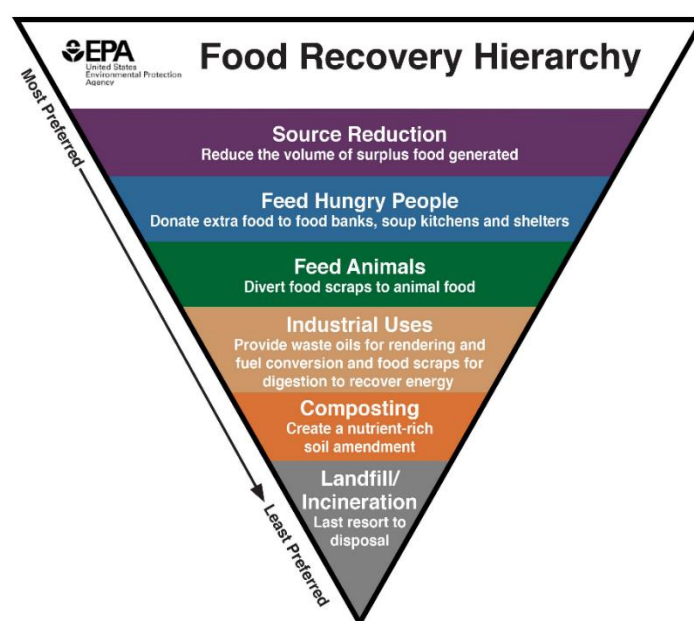 EPA
United States
Environmental Protection
Agency
Food Recovery Hierarchy
Most Preferred
Source Reduction
Reduce the volume of surplus food generated
Feed Hungry People
Donate extra food to food banks, soup kitchens and shelters
Feed Animals
Divert food scraps to animal food
Industrial Uses
Provide waste oils for rendering and
fuel conversion and food scraps for
digestion to recover energy
Composting
Create a nutrient-rich
soil amendment
Landfill/
Incineration
Last resort to
disposal
Least Preferred